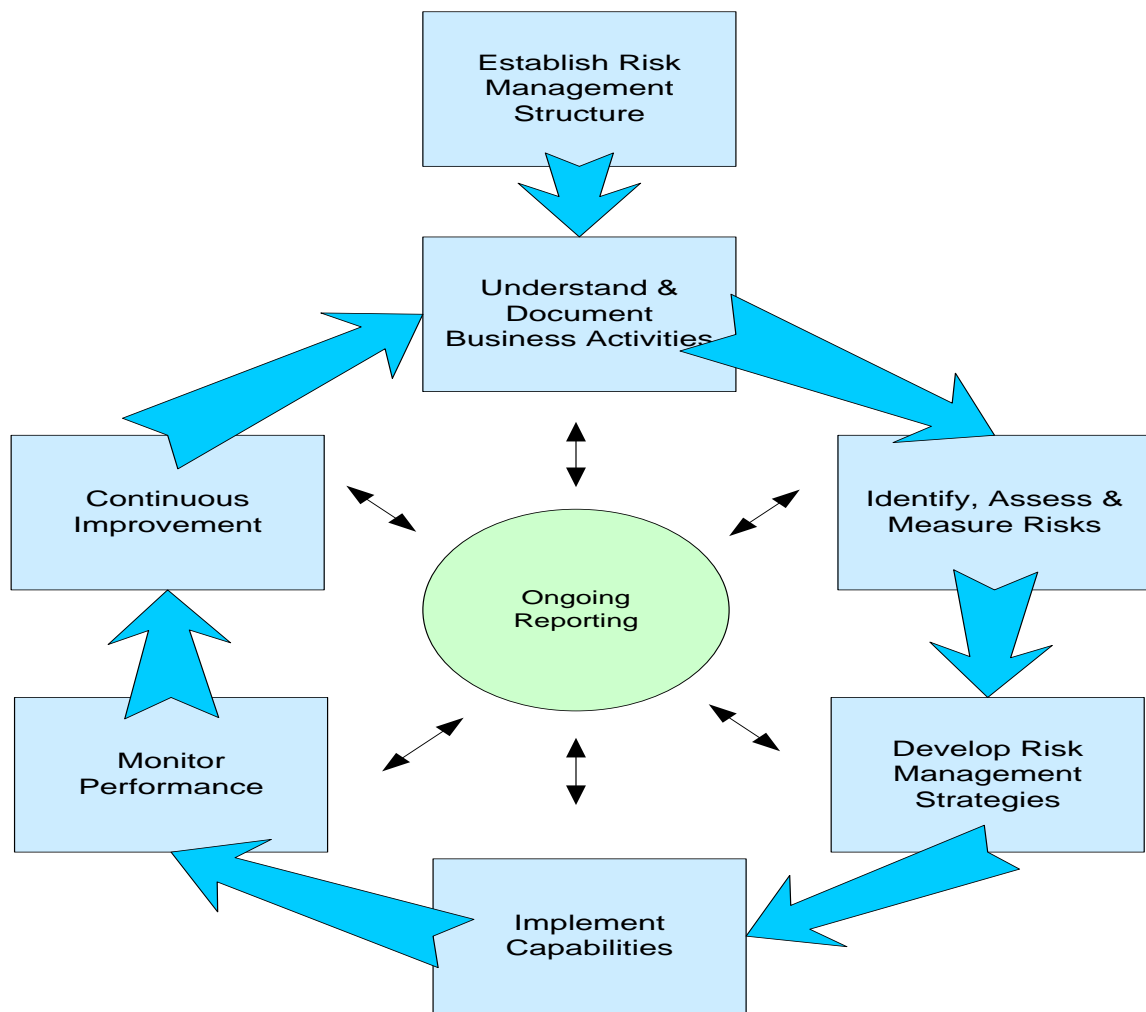 Establish Risk
Management
Structure
Understand &
Document
Business Activities
Identify, Assess &
Measure Risks
Develop Risk
Management
Strategies
Implement
Capabilities
Monitor
Performance
Continuous
Improvement
Ongoing
Reporting